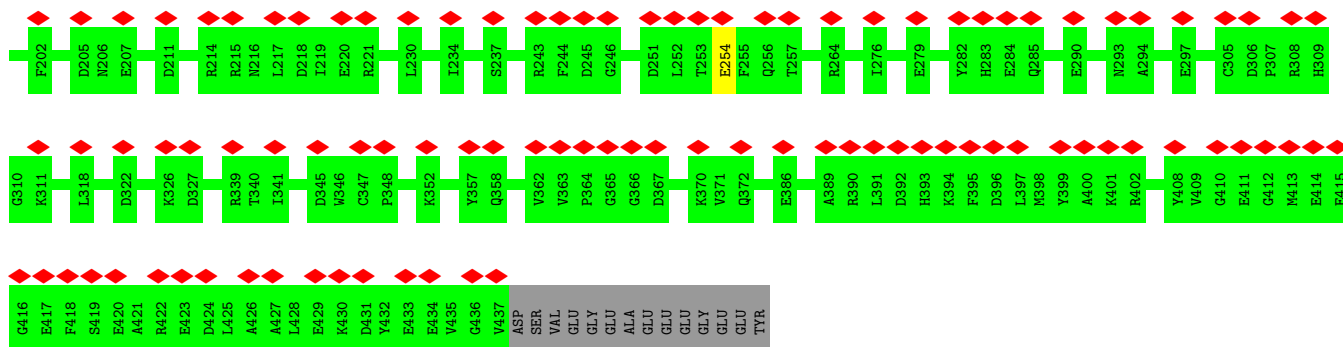 F202 D205 N206 E207 D211 R214 R215 N216 L217 D218 I219 E220 R221 L230 I234 S237 R243 F244 D245 G246 D251 L252 T253 E254 F255 Q256 T257 R264 I276 E279 Y282 H283 E284 Q285 E290 N293 A294 E297 C305 D306 P307 R308 H309
G310 K311 L318 D322 K326 D327 R339 T340 I341 D345 W346 C347 P348 K352 Y357 Q358 V362 V363 P364 G365 G366 D367 K370 V371 Q372 E386 A389 R390 L391 D392 H393 K394 F395 D396 L397 M398 Y399 A400 K401 R402 Y408 V409 G410 E411 G412 M413 E414 E415
G416 E417 F418 S419 E420 A421 R422 E423 D424 L425 A426 A427 L428 E429 K430 D431 Y432 E433 E434 V435 G436 V437 ASP SER VAL GLU GLY GLU ALA GLU GLU GLU GLY GLU GLU TYR